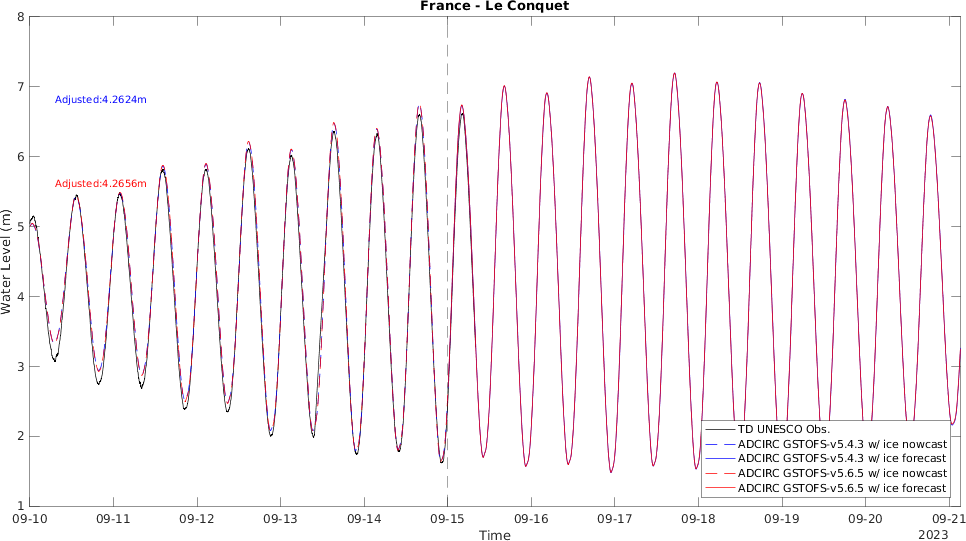 France - Le Conquet
8
7
6
5
4
3
2
1
Water Level (m)
Adjusted:4.2624m
Adjusted:4.2656m
TD UNESCO Obs.
ADCIRC GSTOFS-v5.4.3 w/ ice nowcast
ADCIRC GSTOFS-v5.4.3 w/ ice forecast
ADCIRC GSTOFS-v5.6.5 w/ ice nowcast
ADCIRC GSTOFS-v5.6.5 w/ ice forecast
09-10 09-11 09-12 09-13 09-14 09-15 09-16 09-17 09-18 09-19 09-20 09-21
Time
2023